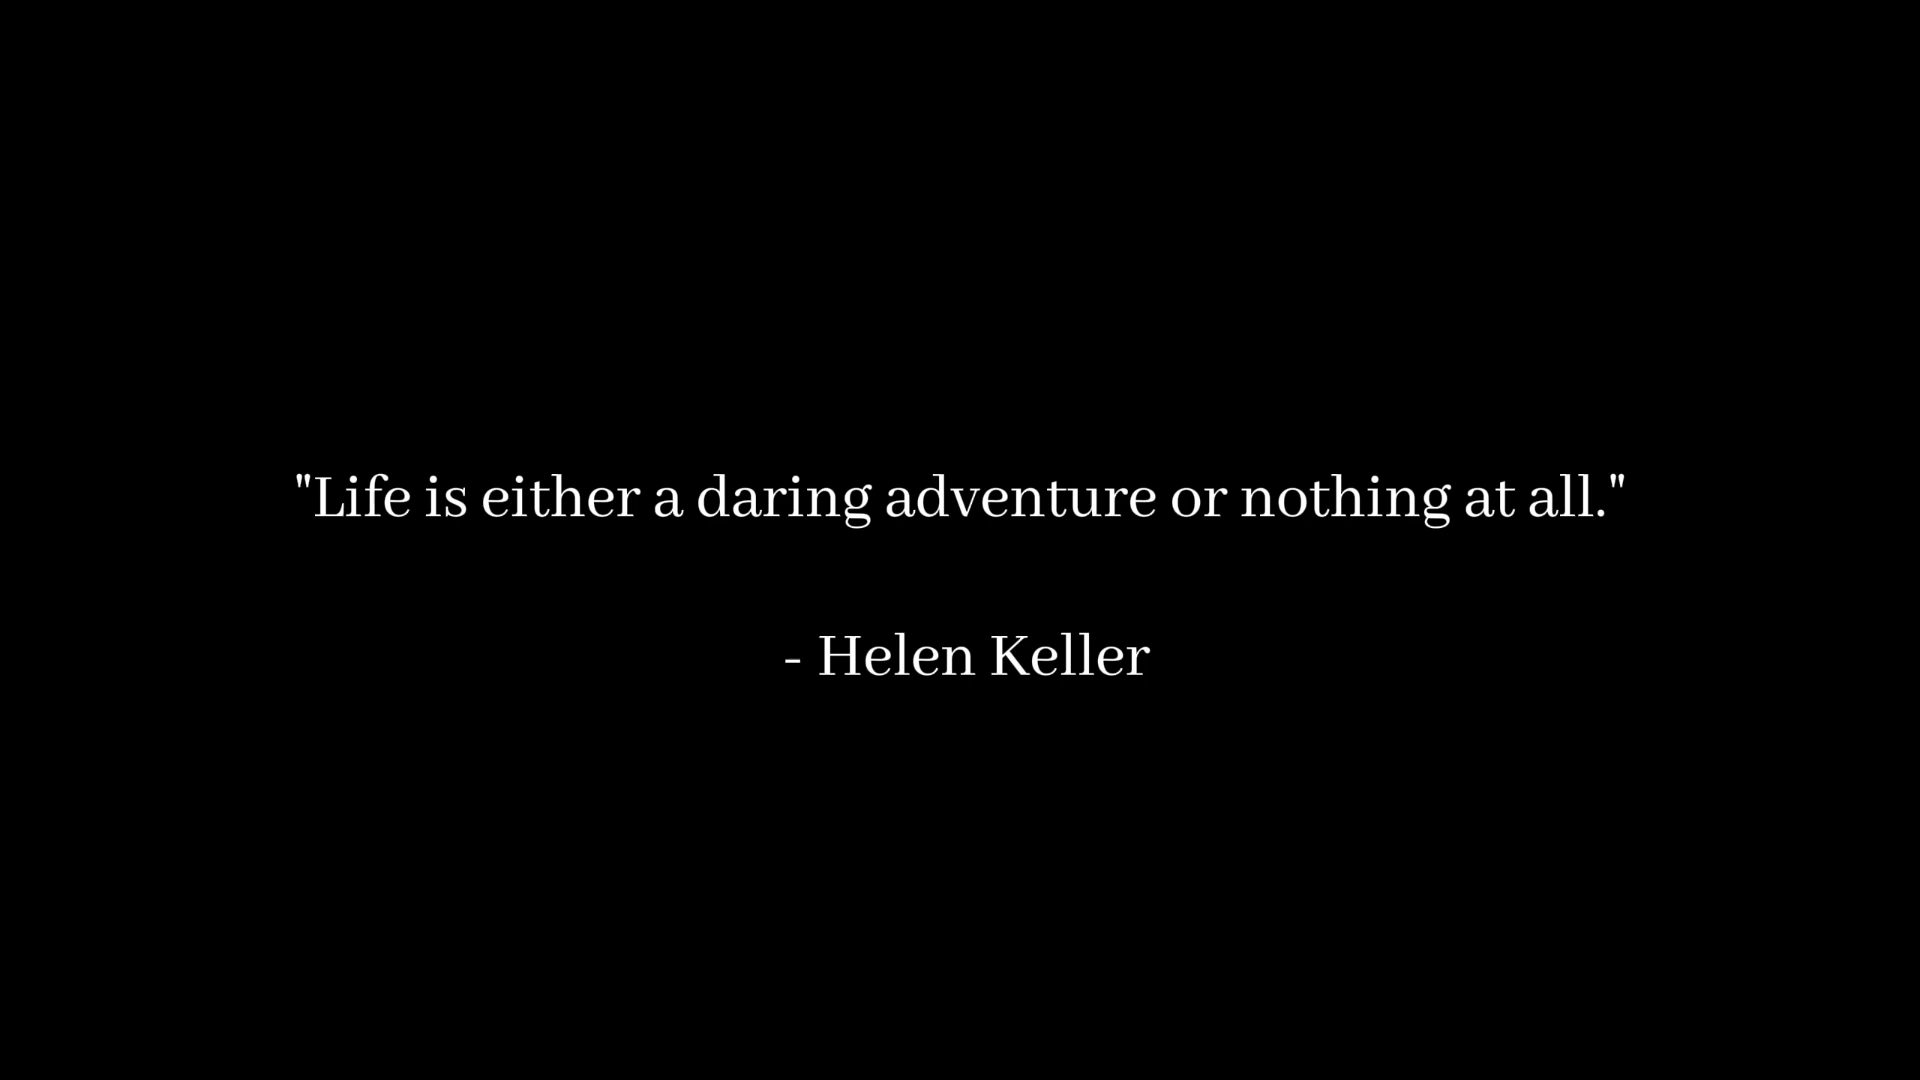 "Life is either a daring adventure or nothing at all."
- Helen Keller